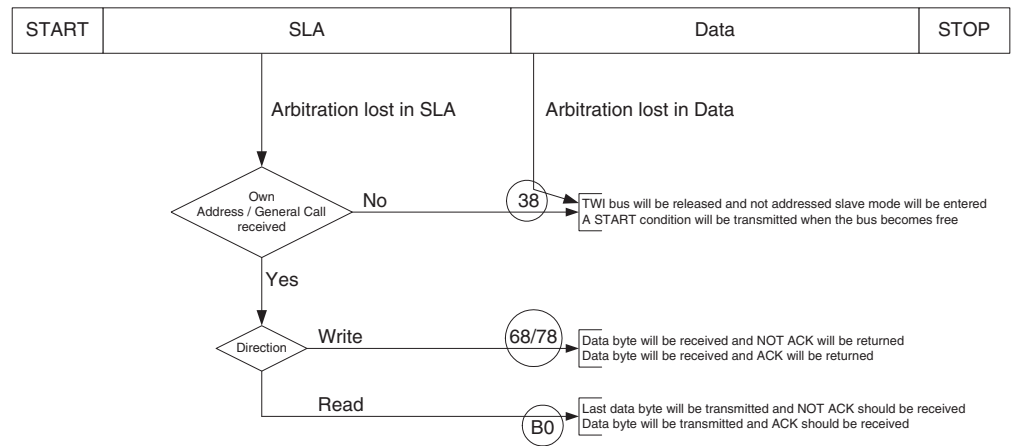 START SLA Data STOP
Arbitration lost in SLA Arbitration lost in Data
Own
Address / General Call
received
No
38
TWI bus will be released and not addressed slave mode will be entered
A START condition will be transmitted when the bus becomes free
Yes
Direction
Write
68/78
Data byte will be received and NOT ACK will be returned
Data byte will be received and ACK will be returned
Read
B0
Last data byte will be transmitted and NOT ACK should be received
Data byte will be transmitted and ACK should be received